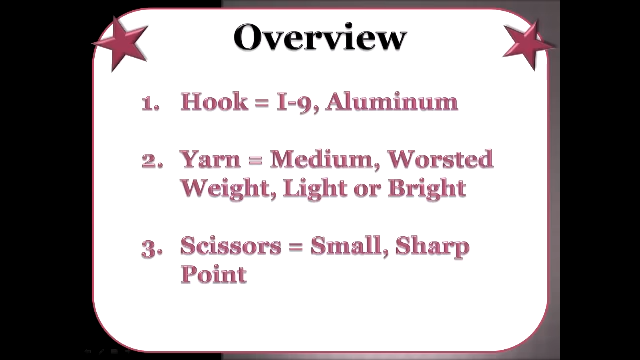 Overview
1. Hook = I-9, Aluminum
2. Yarn = Medium, Worsted
Weight, Light or Bright
3. Scissors = Small, Sharp
Point